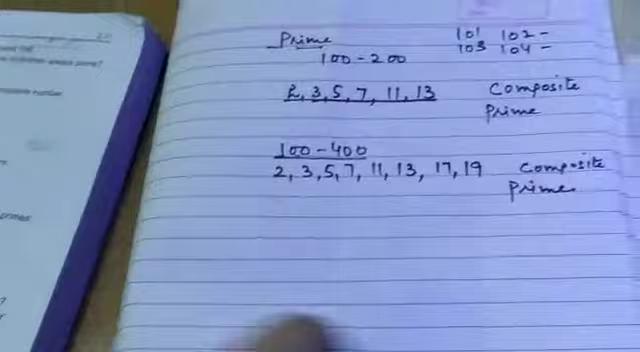 Prime
101 102 -
103 104 -
100 - 200
2, 3, 5, 7, 11, 13 Composite
Prime
100 - 400
2, 3, 5, 7, 11, 13, 17, 19 Composite
Prime